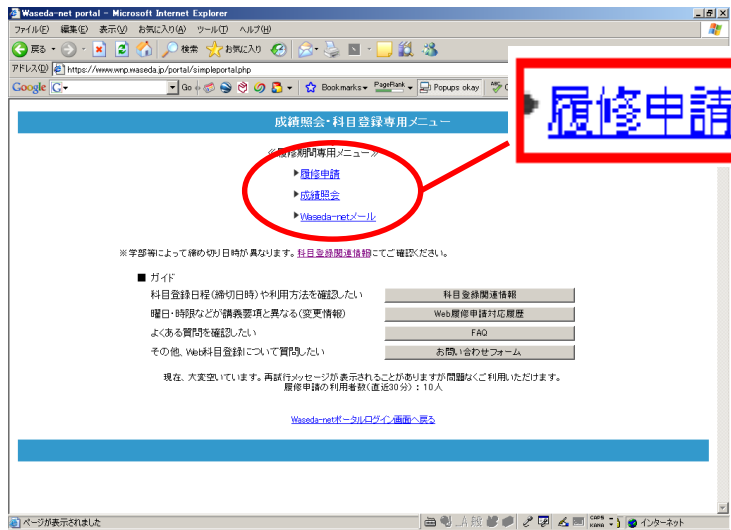 Waseda-net portal - Microsoft Internet Explorer
ファイル(F) 編集(E) 表示(V) お気に入り(A) ツール(T) ヘルプ(H)
戻る 検索 お気に入り
アドレス(D) https://www.wnp.waseda.jp/portal/simpleportal.php
Google G Go Bookmarks PageRank Popups okay
履修申請
成績照会・科目登録専用メニュー
≪履修期間専用メニュー≫
履修申請
成績照会
Waseda-netメール
※学部等によって締め切り日時が異なります。科目登録関連情報にてご確認ください。
■ ガイド
科目登録日程(締切日時)や利用方法を確認したい 科目登録関連情報
曜日・時限などが講義要項と異なる(変更情報) Web履修申請対応履歴
よくある質問を確認したい FAQ
その他、Web科目登録について質問したい お問い合わせフォーム
現在、大変空いています。再試行メッセージが表示されることがありますが問題なくご利用いただけます。
履修申請の利用者数(直近30分):10人
Waseda-netポータルログイン画面へ戻る
ページが表示されました A 般 CAPS KANA インターネット